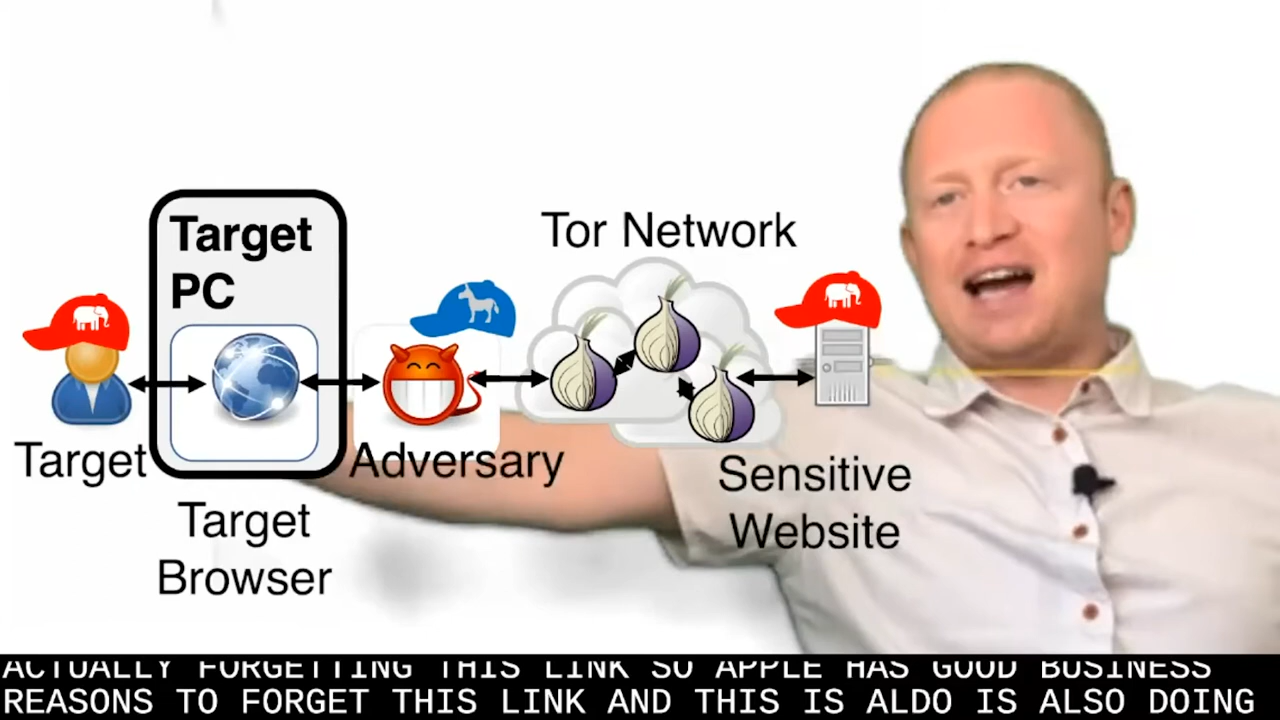 Target
PC
Tor Network
Target
Adversary
Sensitive
Website
Target
Browser
ACTUALLY FORGETTING THIS LINK SO APPLE HAS GOOD BUSINESS
REASONS TO FORGET THIS LINK AND THIS IS ALDO IS ALSO DOING